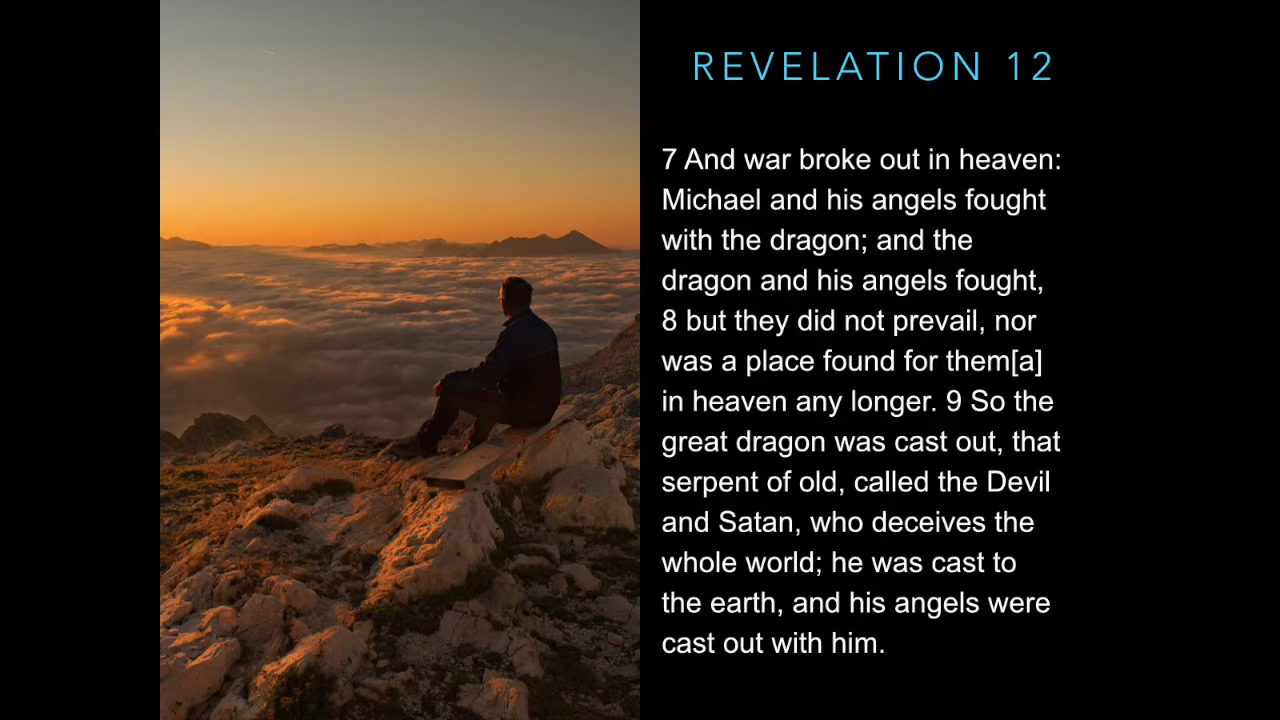 REVELATION 12
7 And war broke out in heaven:
Michael and his angels fought
with the dragon; and the
dragon and his angels fought,
8 but they did not prevail, nor
was a place found for them[a]
in heaven any longer. 9 So the
great dragon was cast out, that
serpent of old, called the Devil
and Satan, who deceives the
whole world; he was cast to
the earth, and his angels were
cast out with him.